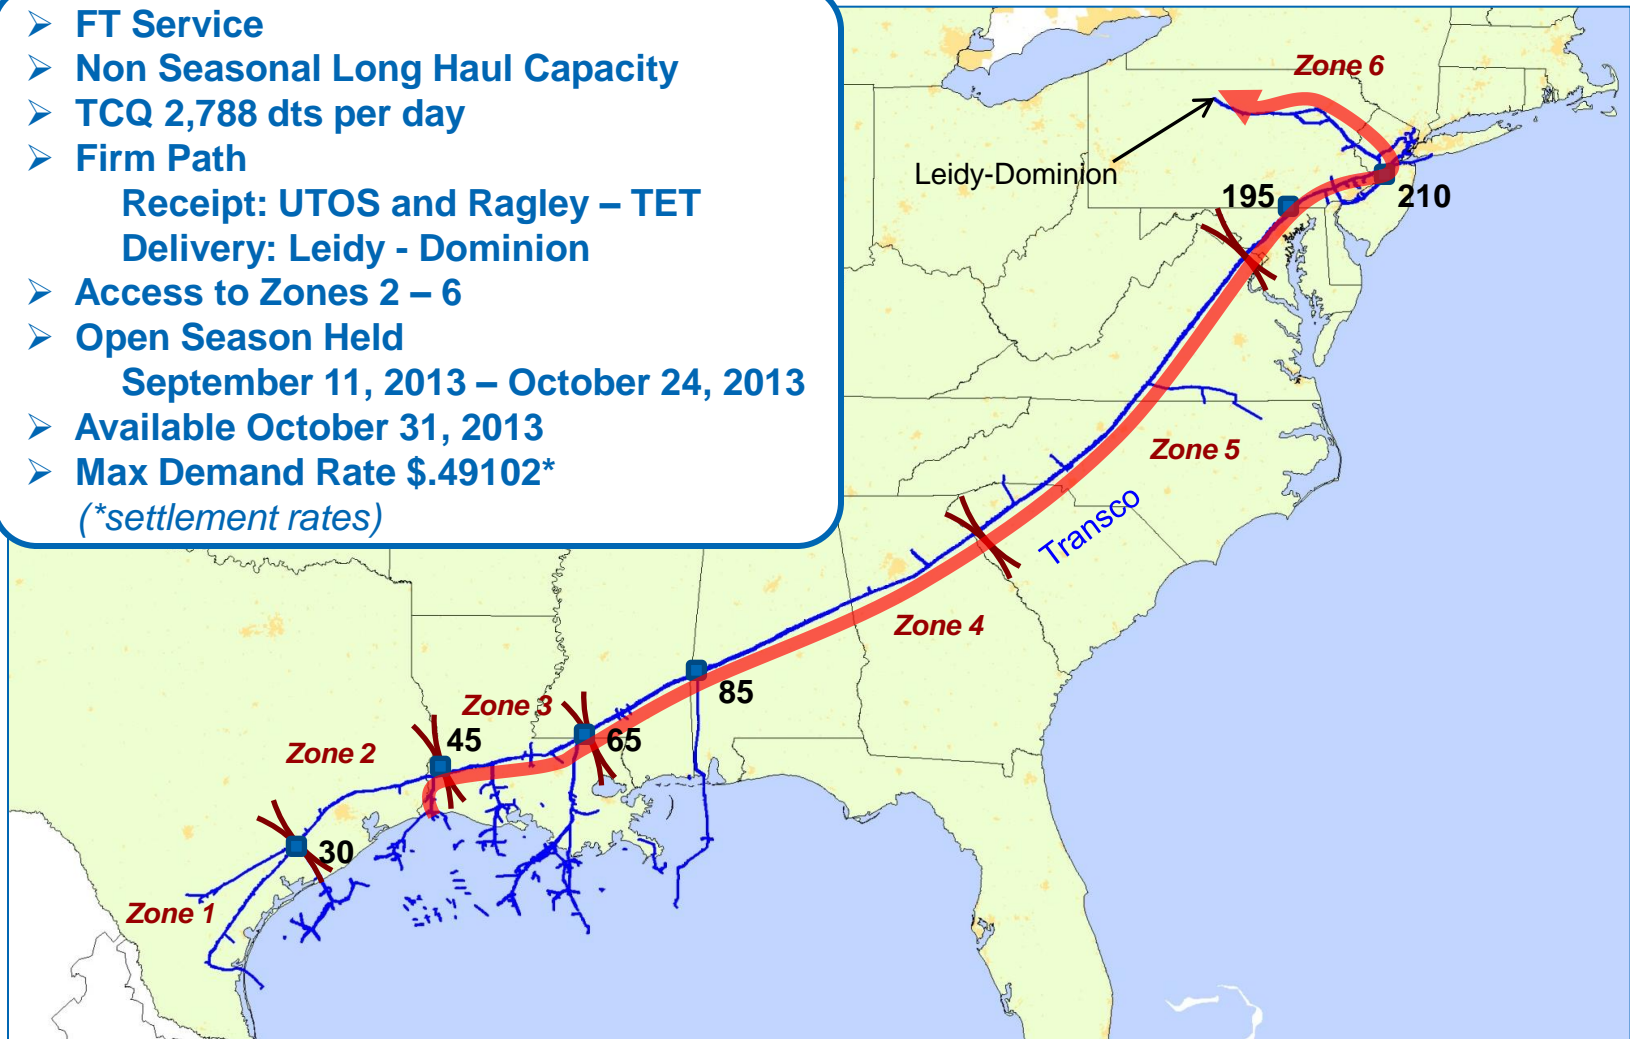 ➢ FT Service
➢ Non Seasonal Long Haul Capacity
➢ TCQ 2,788 dts per day
➢ Firm Path
Receipt: UTOS and Ragley – TET
Delivery: Leidy - Dominion
➢ Access to Zones 2 – 6
➢ Open Season Held
September 11, 2013 – October 24, 2013
➢ Available October 31, 2013
➢ Max Demand Rate $.49102*
(*settlement rates)
Zone 6
Leidy-Dominion
195
210
Zone 5
Transco
Zone 4
85
Zone 3
65
45
Zone 2
30
Zone 1